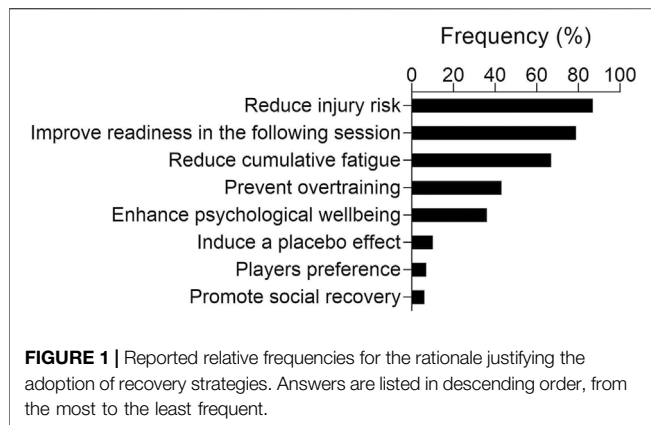 Frequency (%)
0 20 40 60 80 100
Reduce injury risk
Improve readiness in the following session
Reduce cumulative fatigue
Prevent overtraining
Enhance psychological wellbeing
Induce a placebo effect
Players preference
Promote social recovery
FIGURE 1 | Reported relative frequencies for the rationale justifying the
adoption of recovery strategies. Answers are listed in descending order, from
the most to the least frequent.